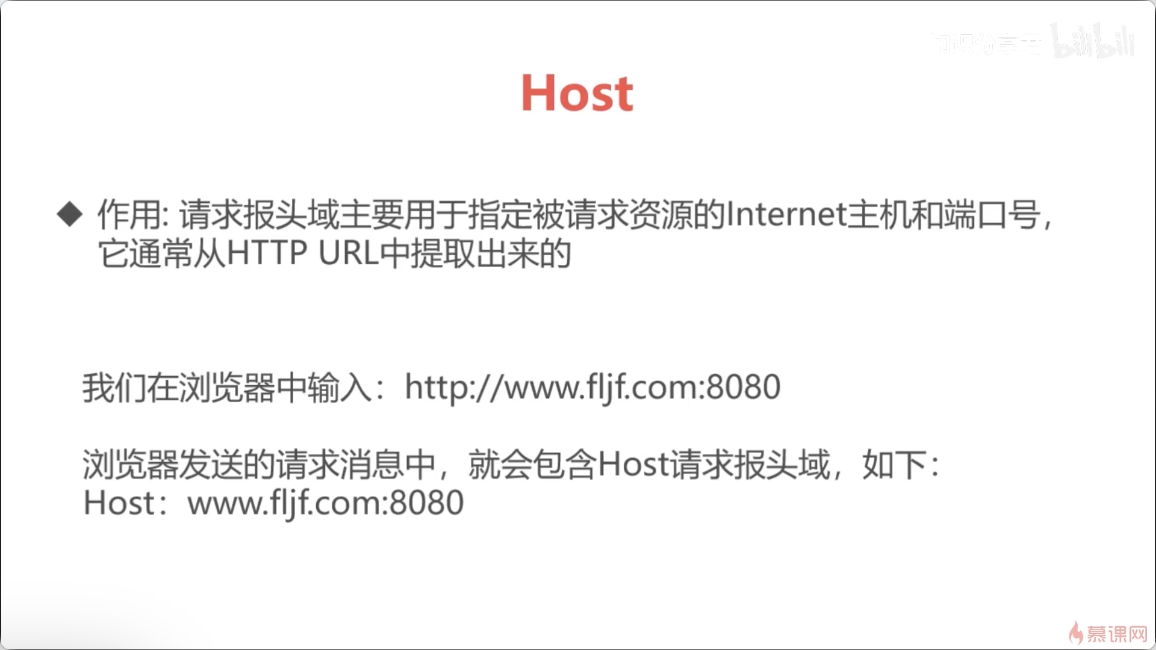 bilibili
Host
◆ 作用: 请求报头域主要用于指定被请求资源的Internet主机和端口号，
它通常从HTTP URL中提取出来的
我们在浏览器中输入：http://www.fljf.com:8080
浏览器发送的请求消息中，就会包含Host请求报头域，如下：
Host：www.fljf.com:8080
慕课网